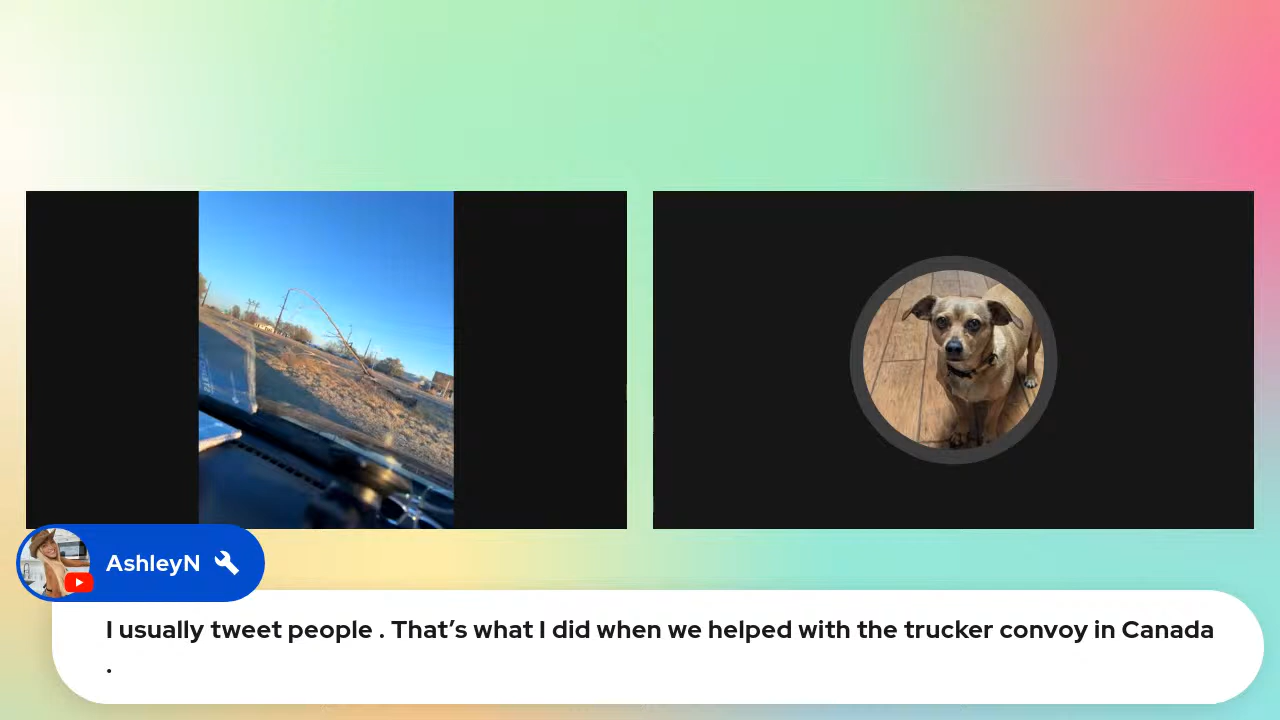 AshleyN
I usually tweet people . That’s what I did when we helped with the trucker convoy in Canada
.